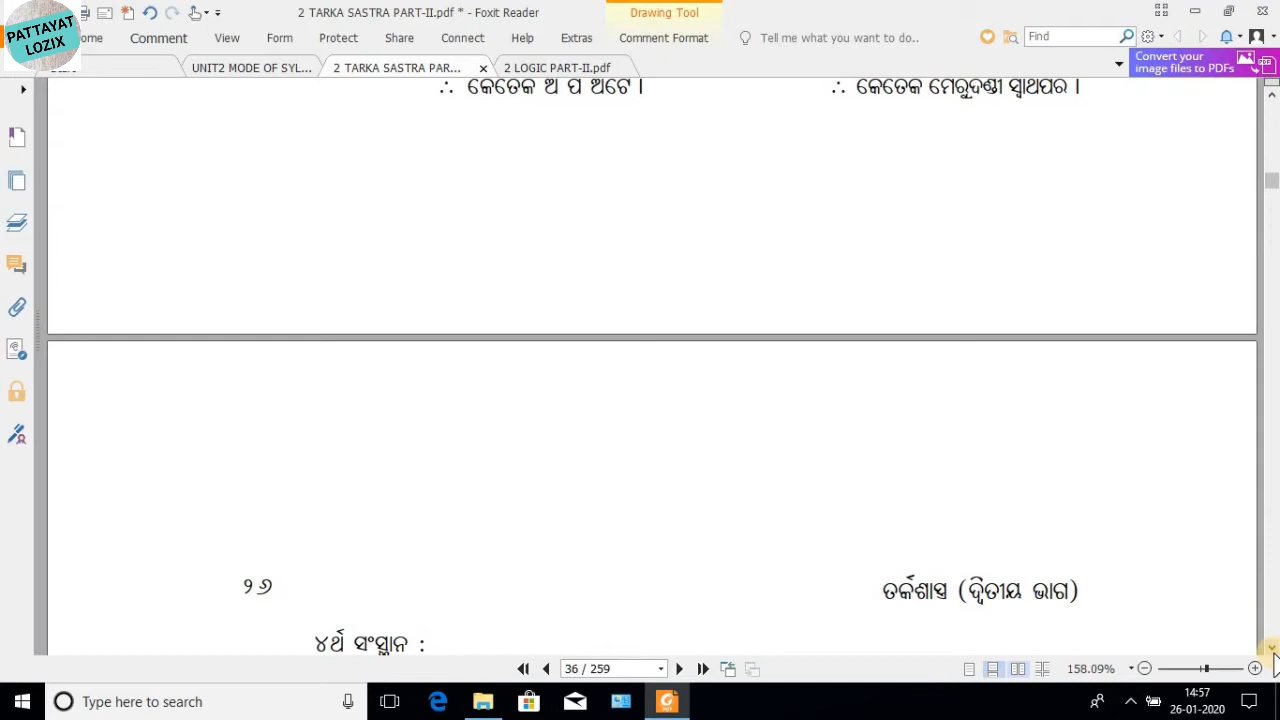 PATTAYAT
LOZIX
2 TARKA SASTRA PART-II.pdf * - Foxit Reader
Drawing Tool
ome Comment View Form Protect Share Connect Help Extras Comment Format Tell me what you want to do.. Find
UNIT2 MODE OF SYL... 2 TARKA SASTRA PAR... 2 LOGIC PART-II.pdf
Convert your
image files to PDFs
∴ କେତେକ ଅ ପ ଅଟେ । ∴ କେତେକ ମେରୁଦଣ୍ଡୀ ସ୍ୱାର୍ଥପର ।
୨୬ ତର୍କଶାସ୍ତ୍ର (ଦ୍ୱିତୀୟ ଭାଗ)
୪ର୍ଥ ସଂସ୍ଥାନ :
36 / 259 158.09%
Type here to search
14:57
26-01-2020